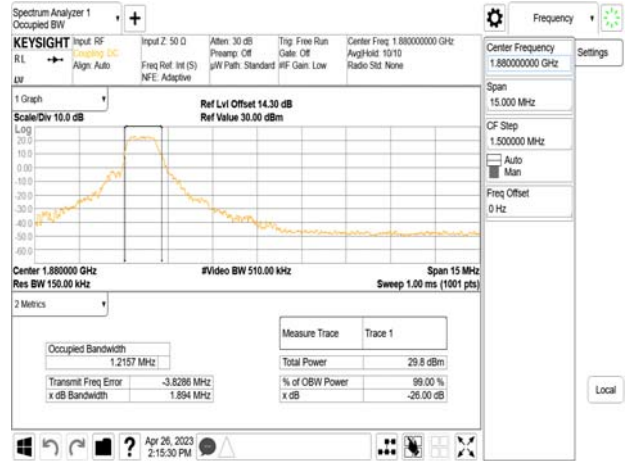 Spectrum Analyzer 1
Occupied BW
+
Frequency
KEYSIGHT Input: RF Input Z: 50 Ω Atten: 30 dB Trig: Free Run Center Freq: 1.880000000 GHz
RL Coupling: DC Preamp: Off Gate: Off Avg|Hold: 10/10
Align: Auto Freq Ref: Int (S) µW Path: Standard #IF Gain: Low Radio Std: None
NFE: Adaptive
LVI
Center Frequency
1.880000000 GHz
Settings
Span
15.000 MHz
CF Step
1.500000 MHz
Auto
Man
Freq Offset
0 Hz
Local
1 Graph
Ref Lvl Offset 14.30 dB
Scale/Div 10.0 dB Ref Value 30.00 dBm
Log
20.0
10.0
0.00
-10.0
-20.0
-30.0
-40.0
-50.0
-60.0
Center 1.880000 GHz #Video BW 510.00 kHz Span 15 MHz
Res BW 150.00 kHz Sweep 1.00 ms (1001 pts)
2 Metrics
Measure Trace Trace 1
Occupied Bandwidth
1.2157 MHz
Total Power 29.8 dBm
Transmit Freq Error -3.8286 MHz % of OBW Power 99.00 %
x dB Bandwidth 1.894 MHz x dB -26.00 dB
? Apr 26, 2023
2:15:30 PM